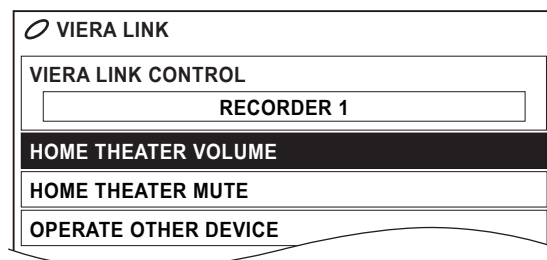 VIERA LINK
VIERA LINK CONTROL
RECORDER 1
HOME THEATER VOLUME
HOME THEATER MUTE
OPERATE OTHER DEVICE